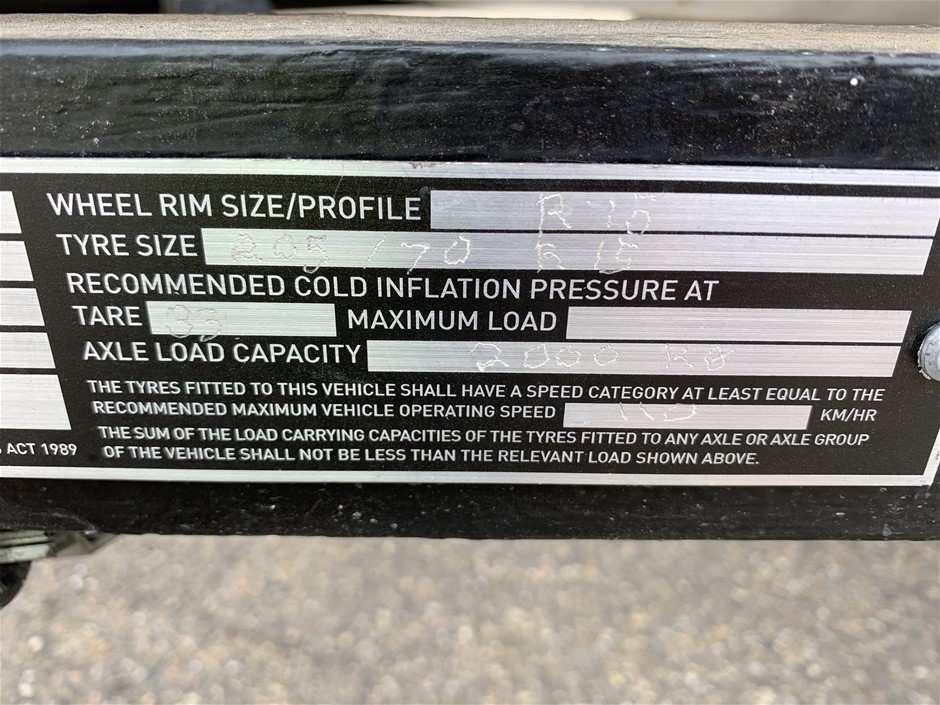 WHEEL RIM SIZE/PROFILE R 15
TYRE SIZE 205 / 70 R 15
RECOMMENDED COLD INFLATION PRESSURE AT
TARE 33 MAXIMUM LOAD
AXLE LOAD CAPACITY 2000 KG
THE TYRES FITTED TO THIS VEHICLE SHALL HAVE A SPEED CATEGORY AT LEAST EQUAL TO THE
RECOMMENDED MAXIMUM VEHICLE OPERATING SPEED KM/HR
THE SUM OF THE LOAD CARRYING CAPACITIES OF THE TYRES FITTED TO ANY AXLE OR AXLE GROUP
ACT 1989 OF THE VEHICLE SHALL NOT BE LESS THAN THE RELEVANT LOAD SHOWN ABOVE.